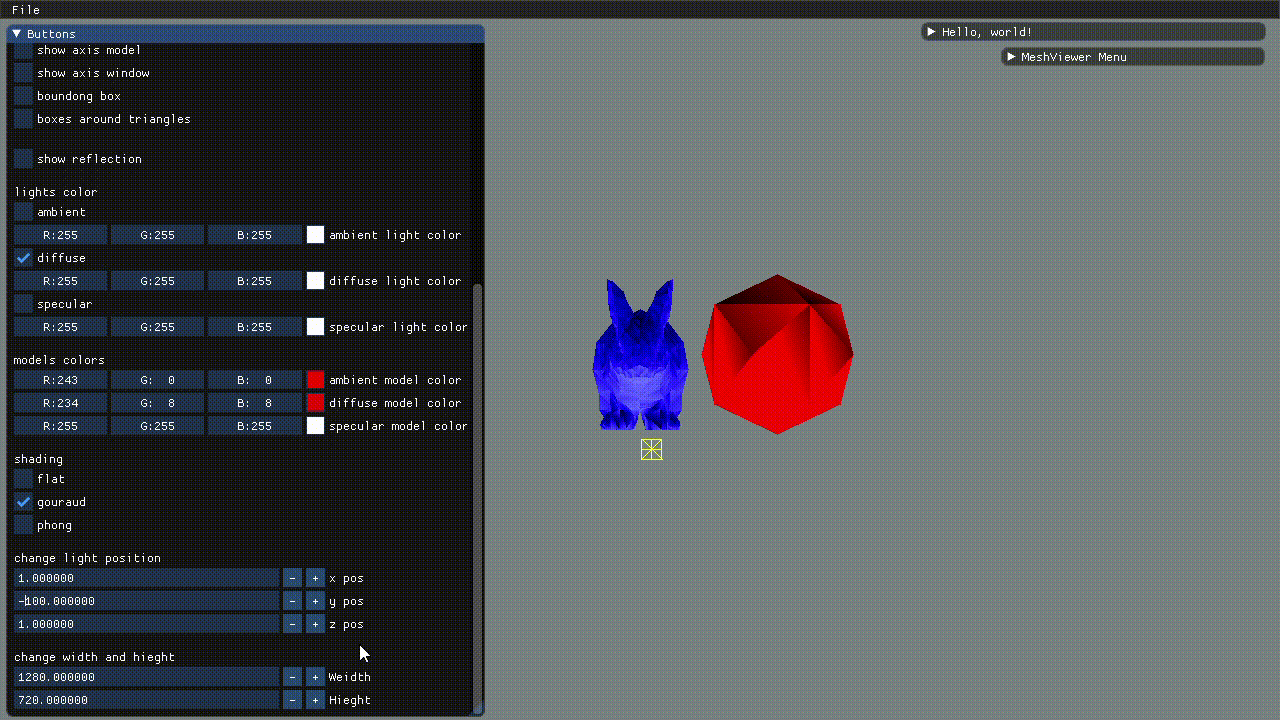 File
Buttons
Hello, world!
MeshViewer Menu
show axis model
show axis window
boundong box
boxes around triangles
show reflection
lights color
ambient
R:255 G:255 B:255 ambient light color
diffuse
R:255 G:255 B:255 diffuse light color
specular
R:255 G:255 B:255 specular light color
models colors
R:243 G: 0 B: 0 ambient model color
R:234 G: 8 B: 8 diffuse model color
R:255 G:255 B:255 specular model color
shading
flat
gouraud
phong
change light position
1.000000 - + x pos
-100.000000 - + y pos
1.000000 - + z pos
change width and hieght
1280.000000 - + Weidth
720.000000 - + Hieght